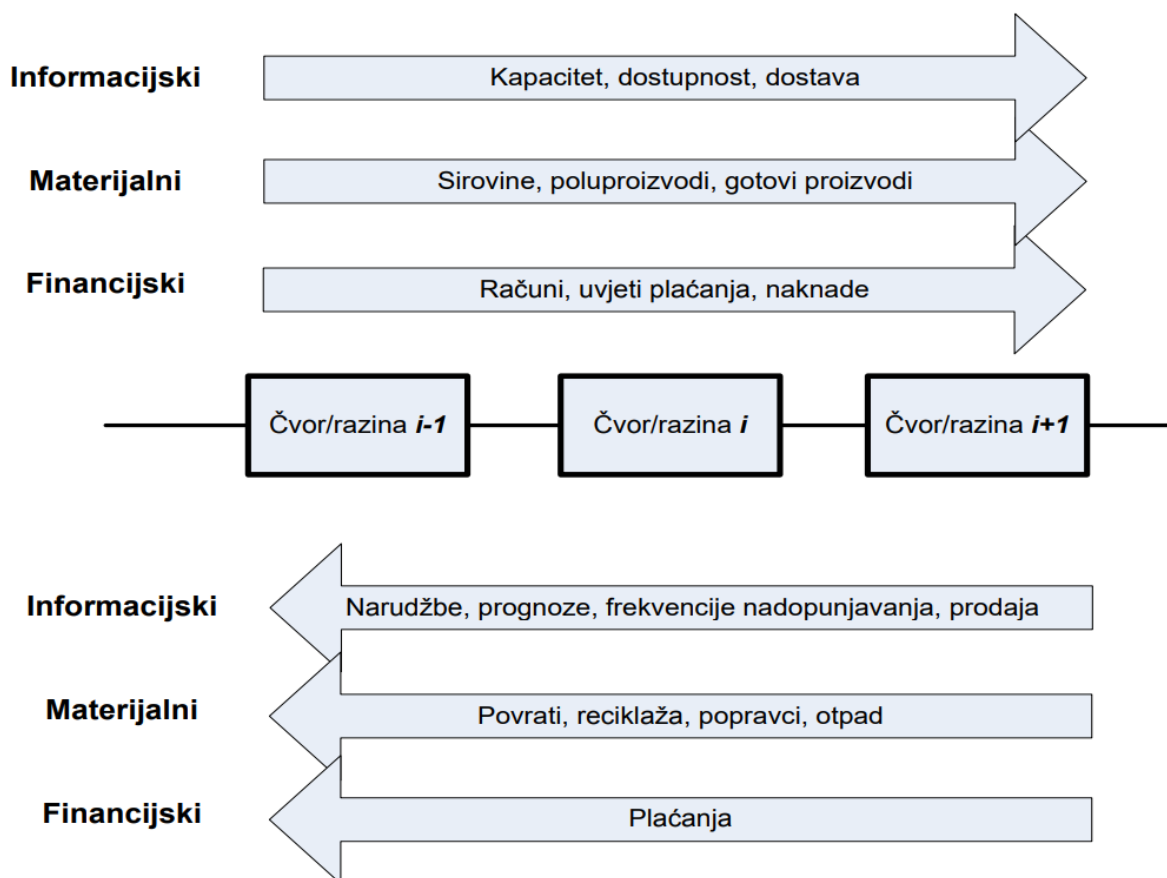 Informacijski
Kapacitet, dostupnost, dostava
Materijalni
Sirovine, poluproizvodi, gotovi proizvodi
Financijski
Računi, uvjeti plaćanja, naknade
Čvor/razina i-1
Čvor/razina i
Čvor/razina i+1
Informacijski
Narudžbe, prognoze, frekvencije nadopunjavanja, prodaja
Materijalni
Povrati, reciklaža, popravci, otpad
Financijski
Plaćanja